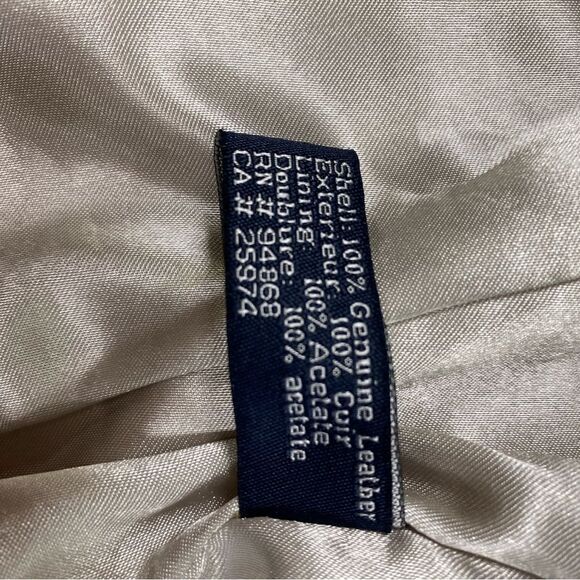 Shell: 100% Genuine Leather
Exterieur: 100% Cuir
Lining: 100% Acetate
Doublure: 100% acetate
RN # 94868
CA # 25974